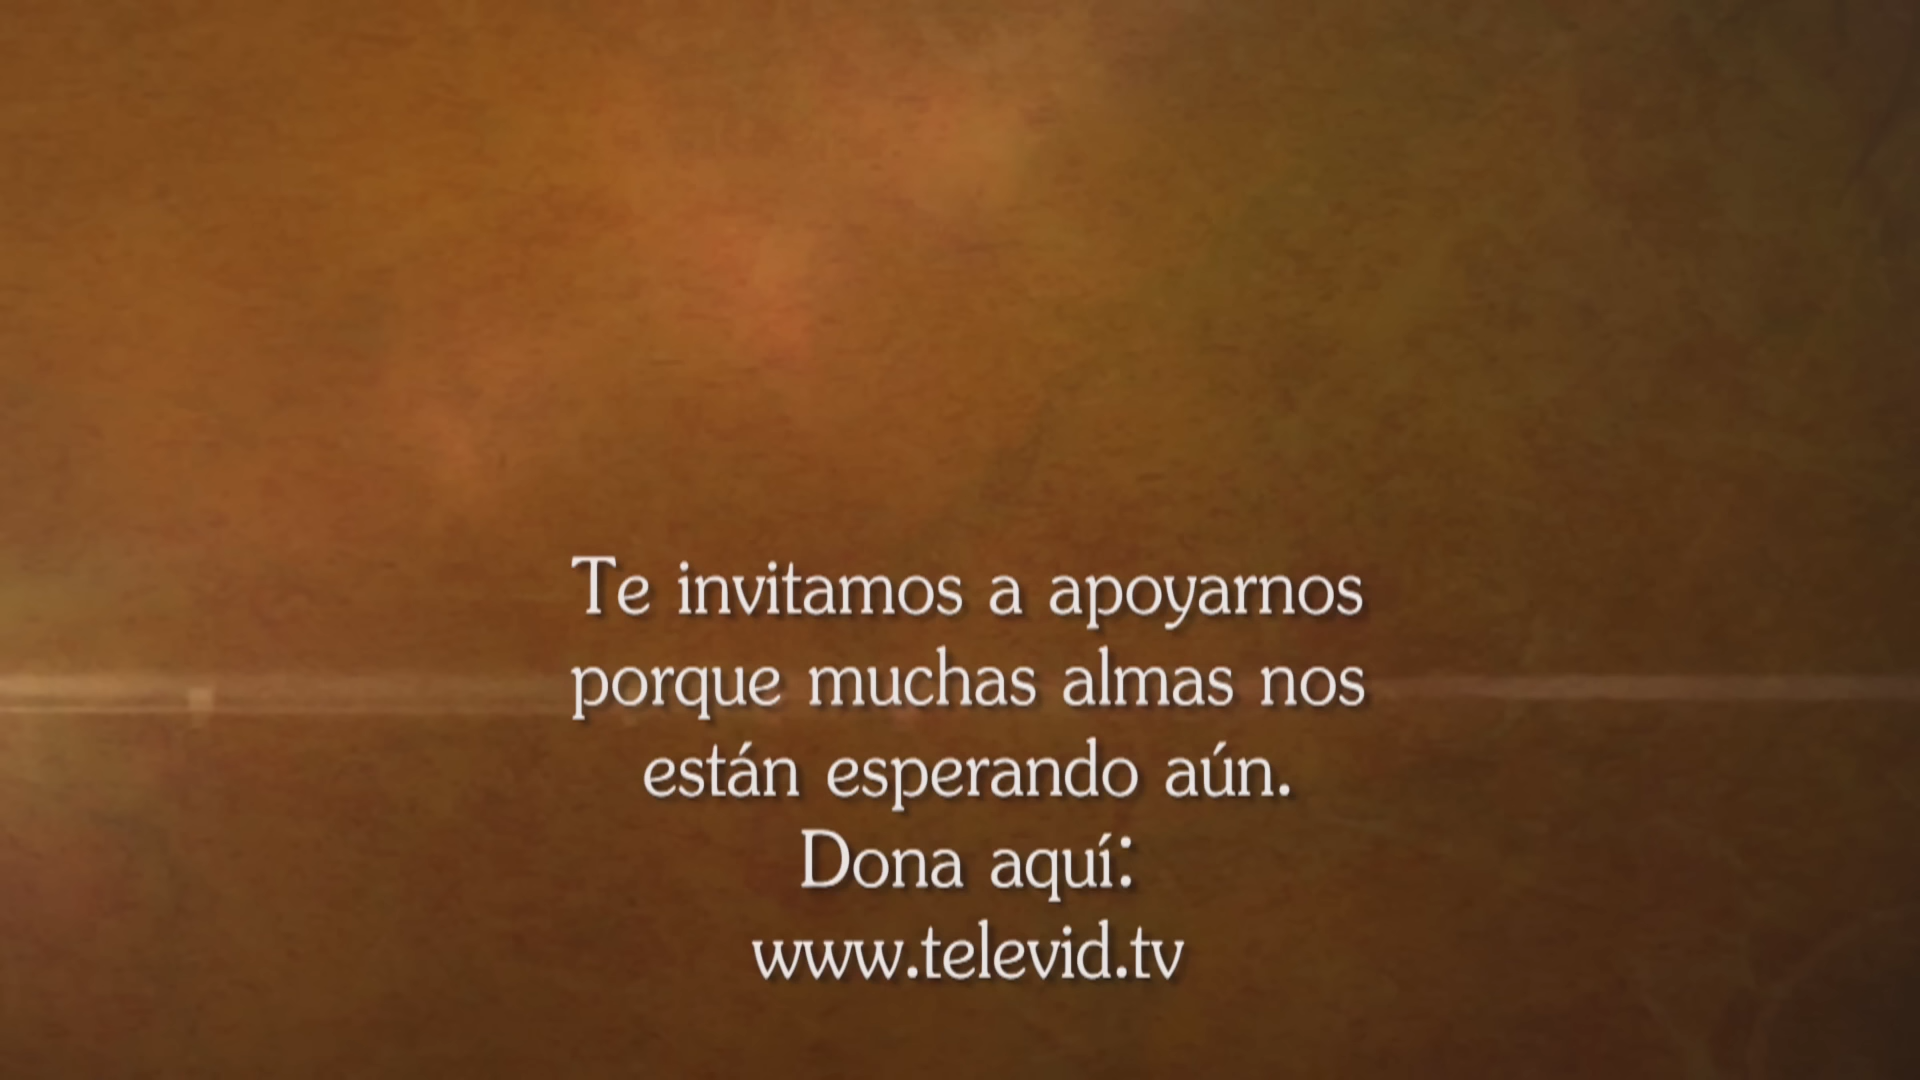 Te invitamos a apoyarnos
porque muchas almas nos
están esperando aún.
Dona aquí:
www.televid.tv